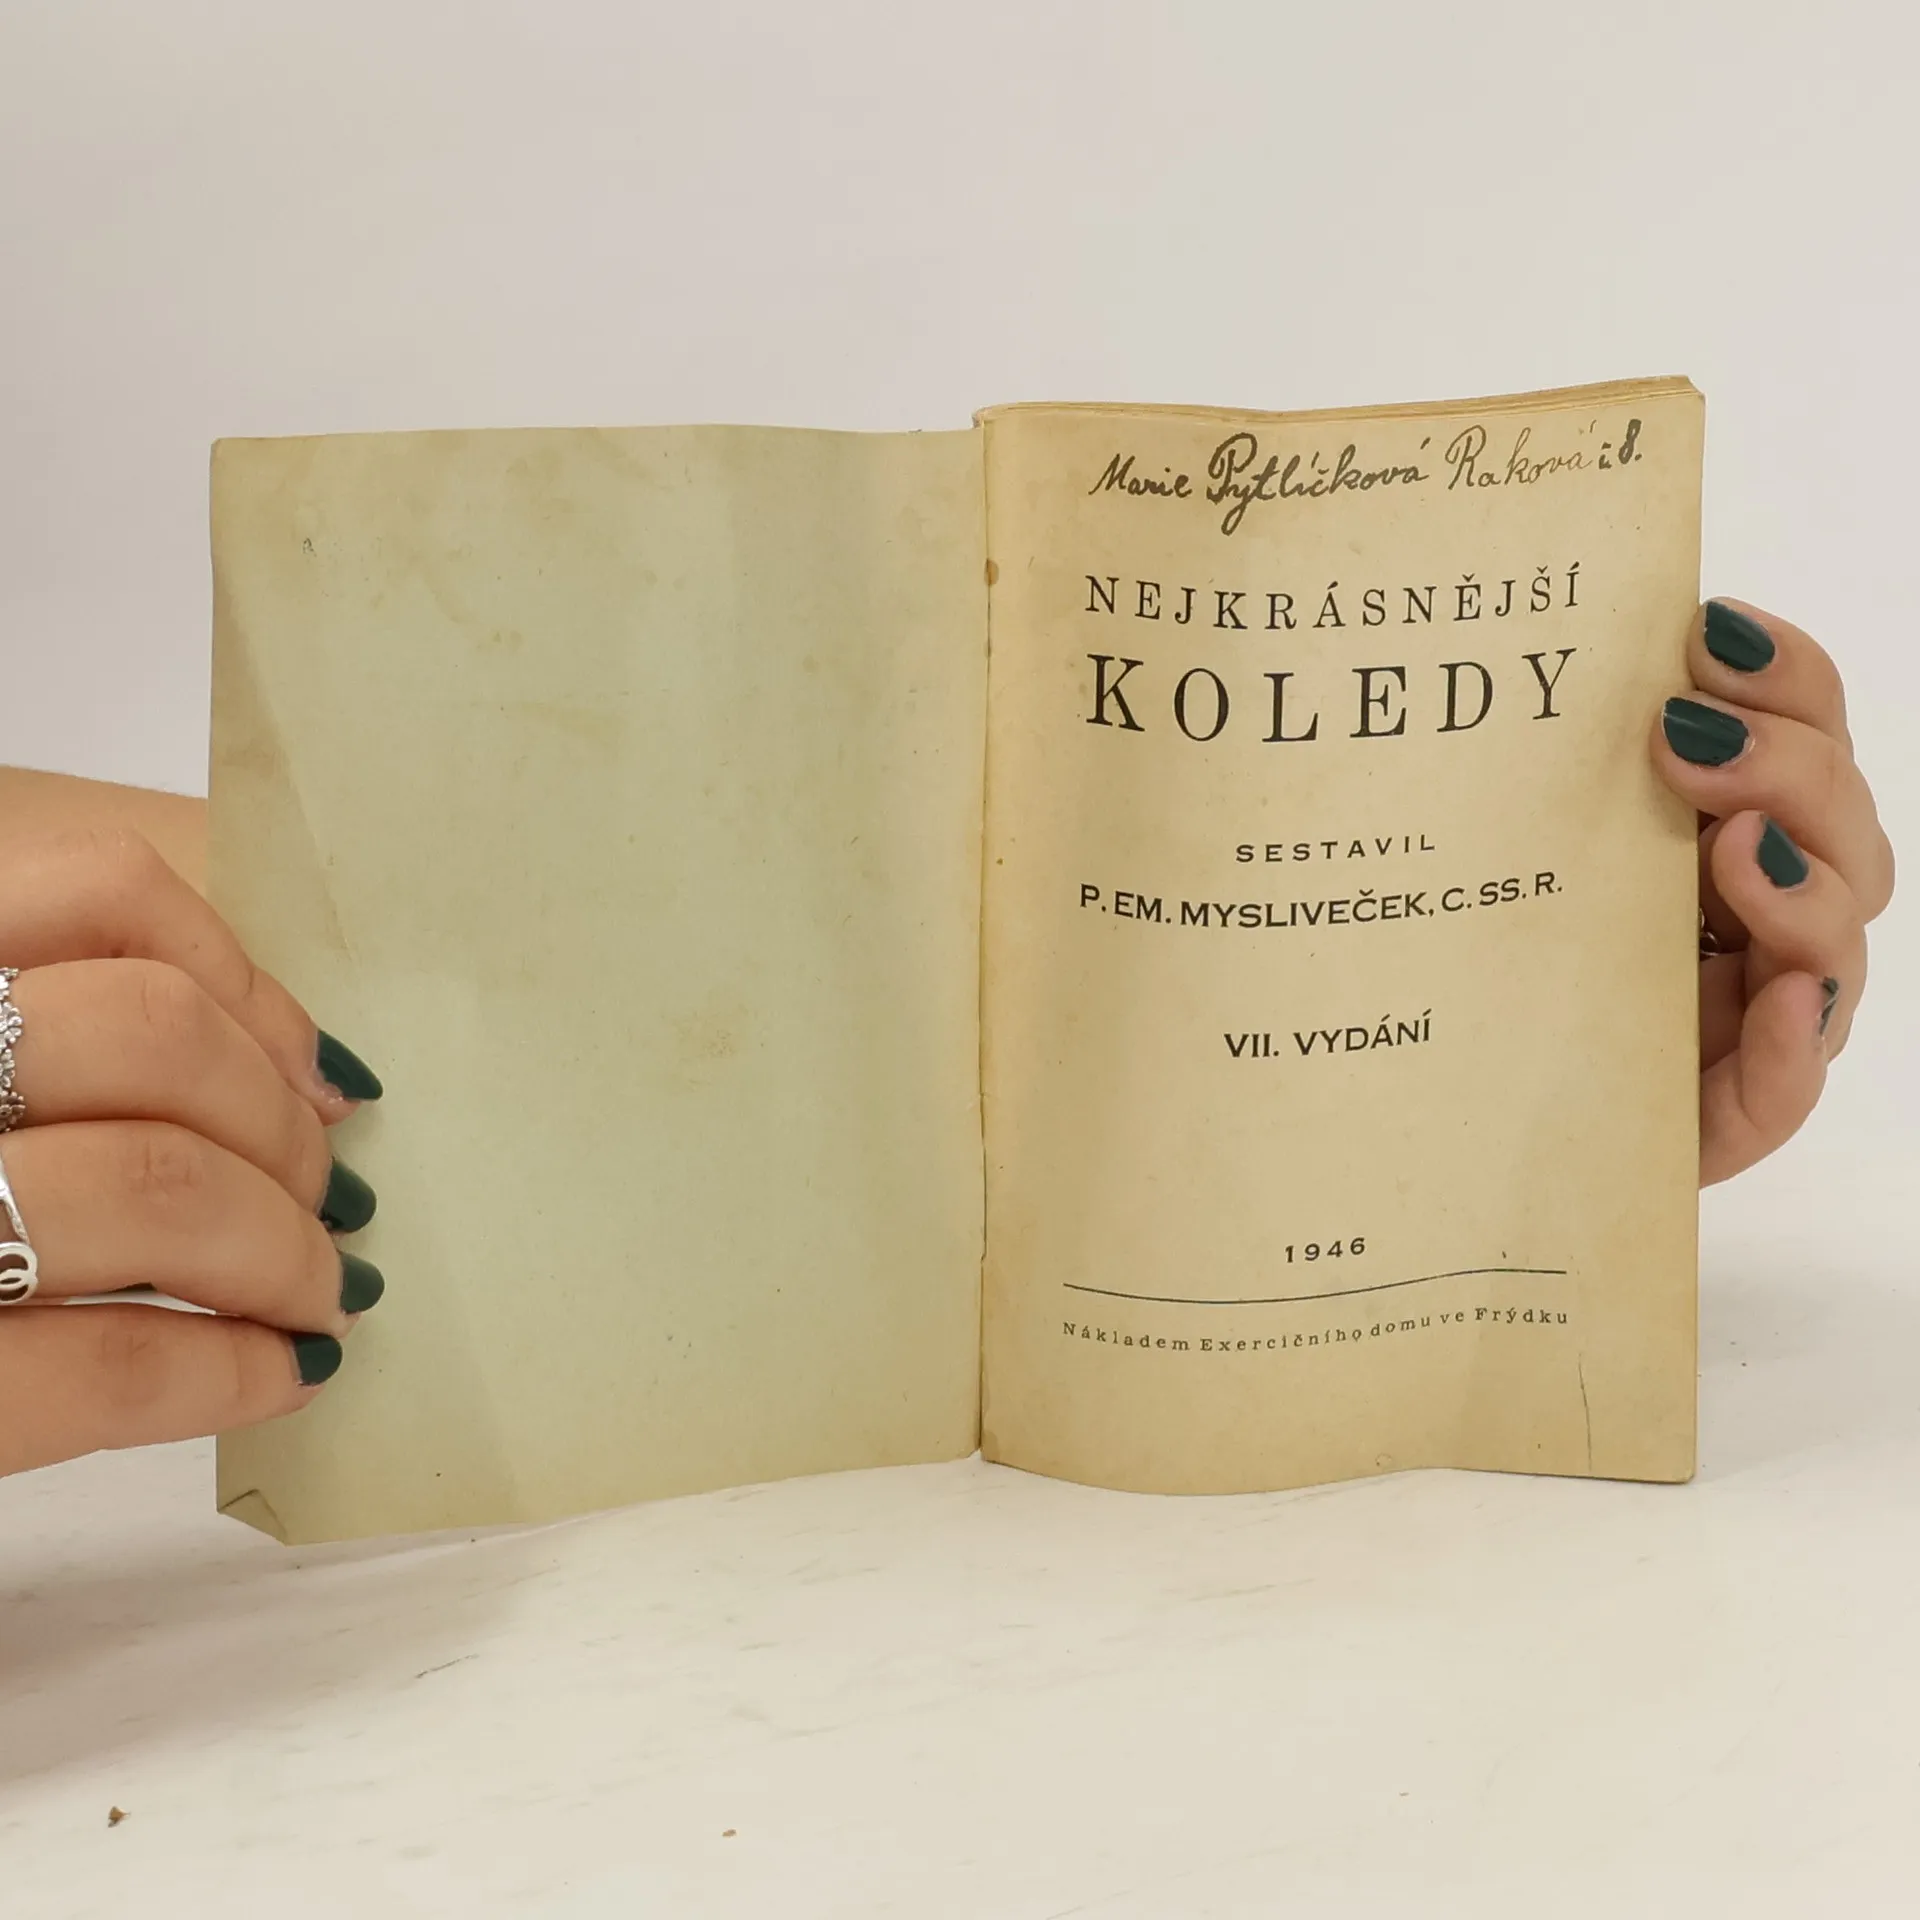 Marie Pytlíčková Raková č. 8.
NEJKRÁSNĚJŠÍ
KOLEDY
SESTAVIL
P. EM. MYSLIVEČEK, C. SS. R.
VII. VYDÁNÍ
1946
Nákladem Exercičního domu ve Frýdku